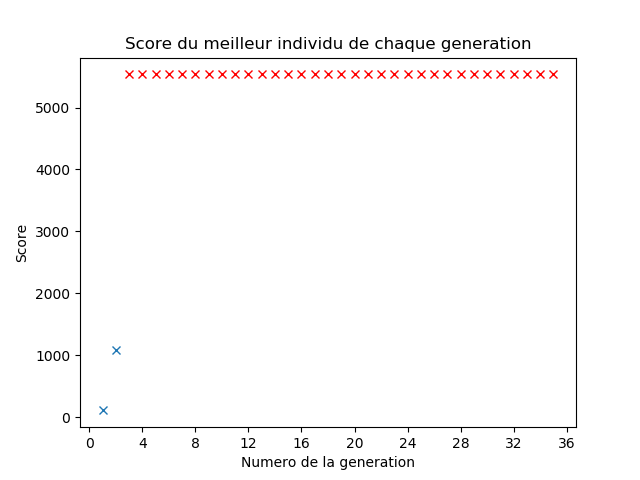 Score du meilleur individu de chaque generation
5000
4000
3000
2000
1000
0
Score
0 4 8 12 16 20 24 28 32 36
Numero de la generation